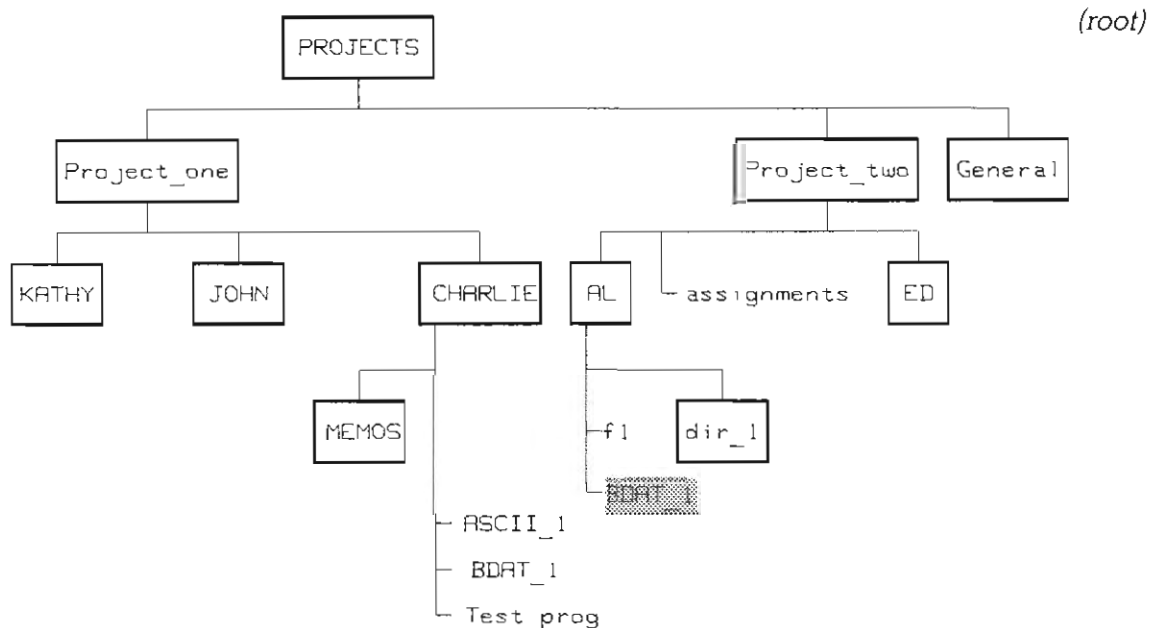 (root)
PROJECTS
Project_one
Project_two
General
KATHY
JOHN
CHARLIE
AL
assignments
ED
MEMOS
f1
dir_1
BDAT_1
ASCII_1
BDAT_1
Test prog